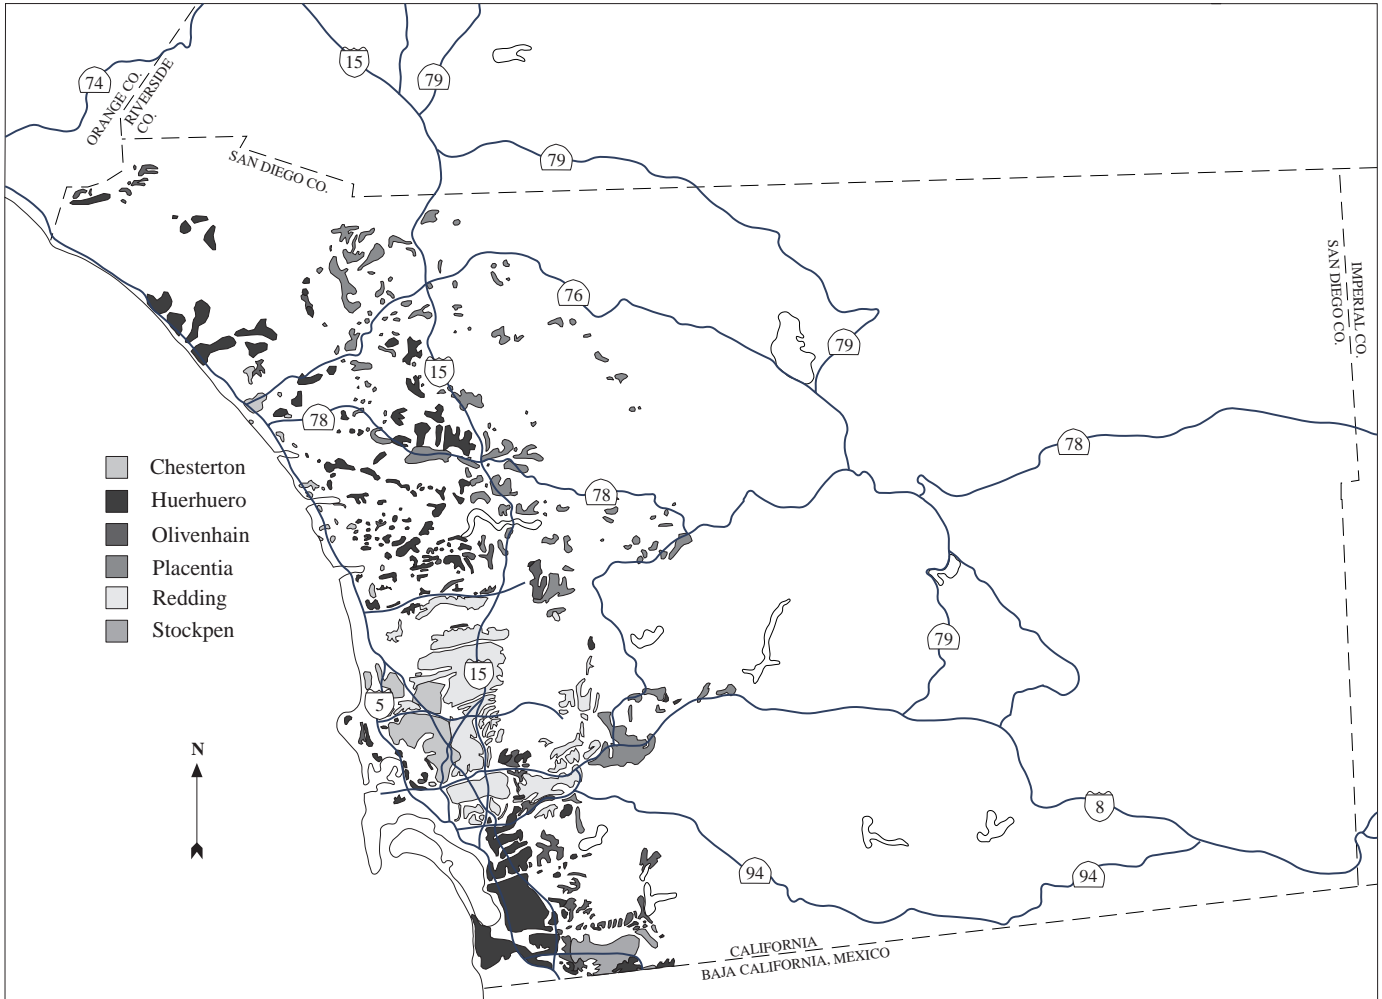 15
79
74
ORANGE CO.
RIVERSIDE
CO.
SAN DIEGO CO.
79
76
79
IMPERIAL CO.
SAN DIEGO CO.
15
78
78
Chesterton
Huerhuero
Olivenhain
Placentia
Redding
Stockpen
78
79
15
5
N
8
94
94
CALIFORNIA
BAJA CALIFORNIA, MEXICO